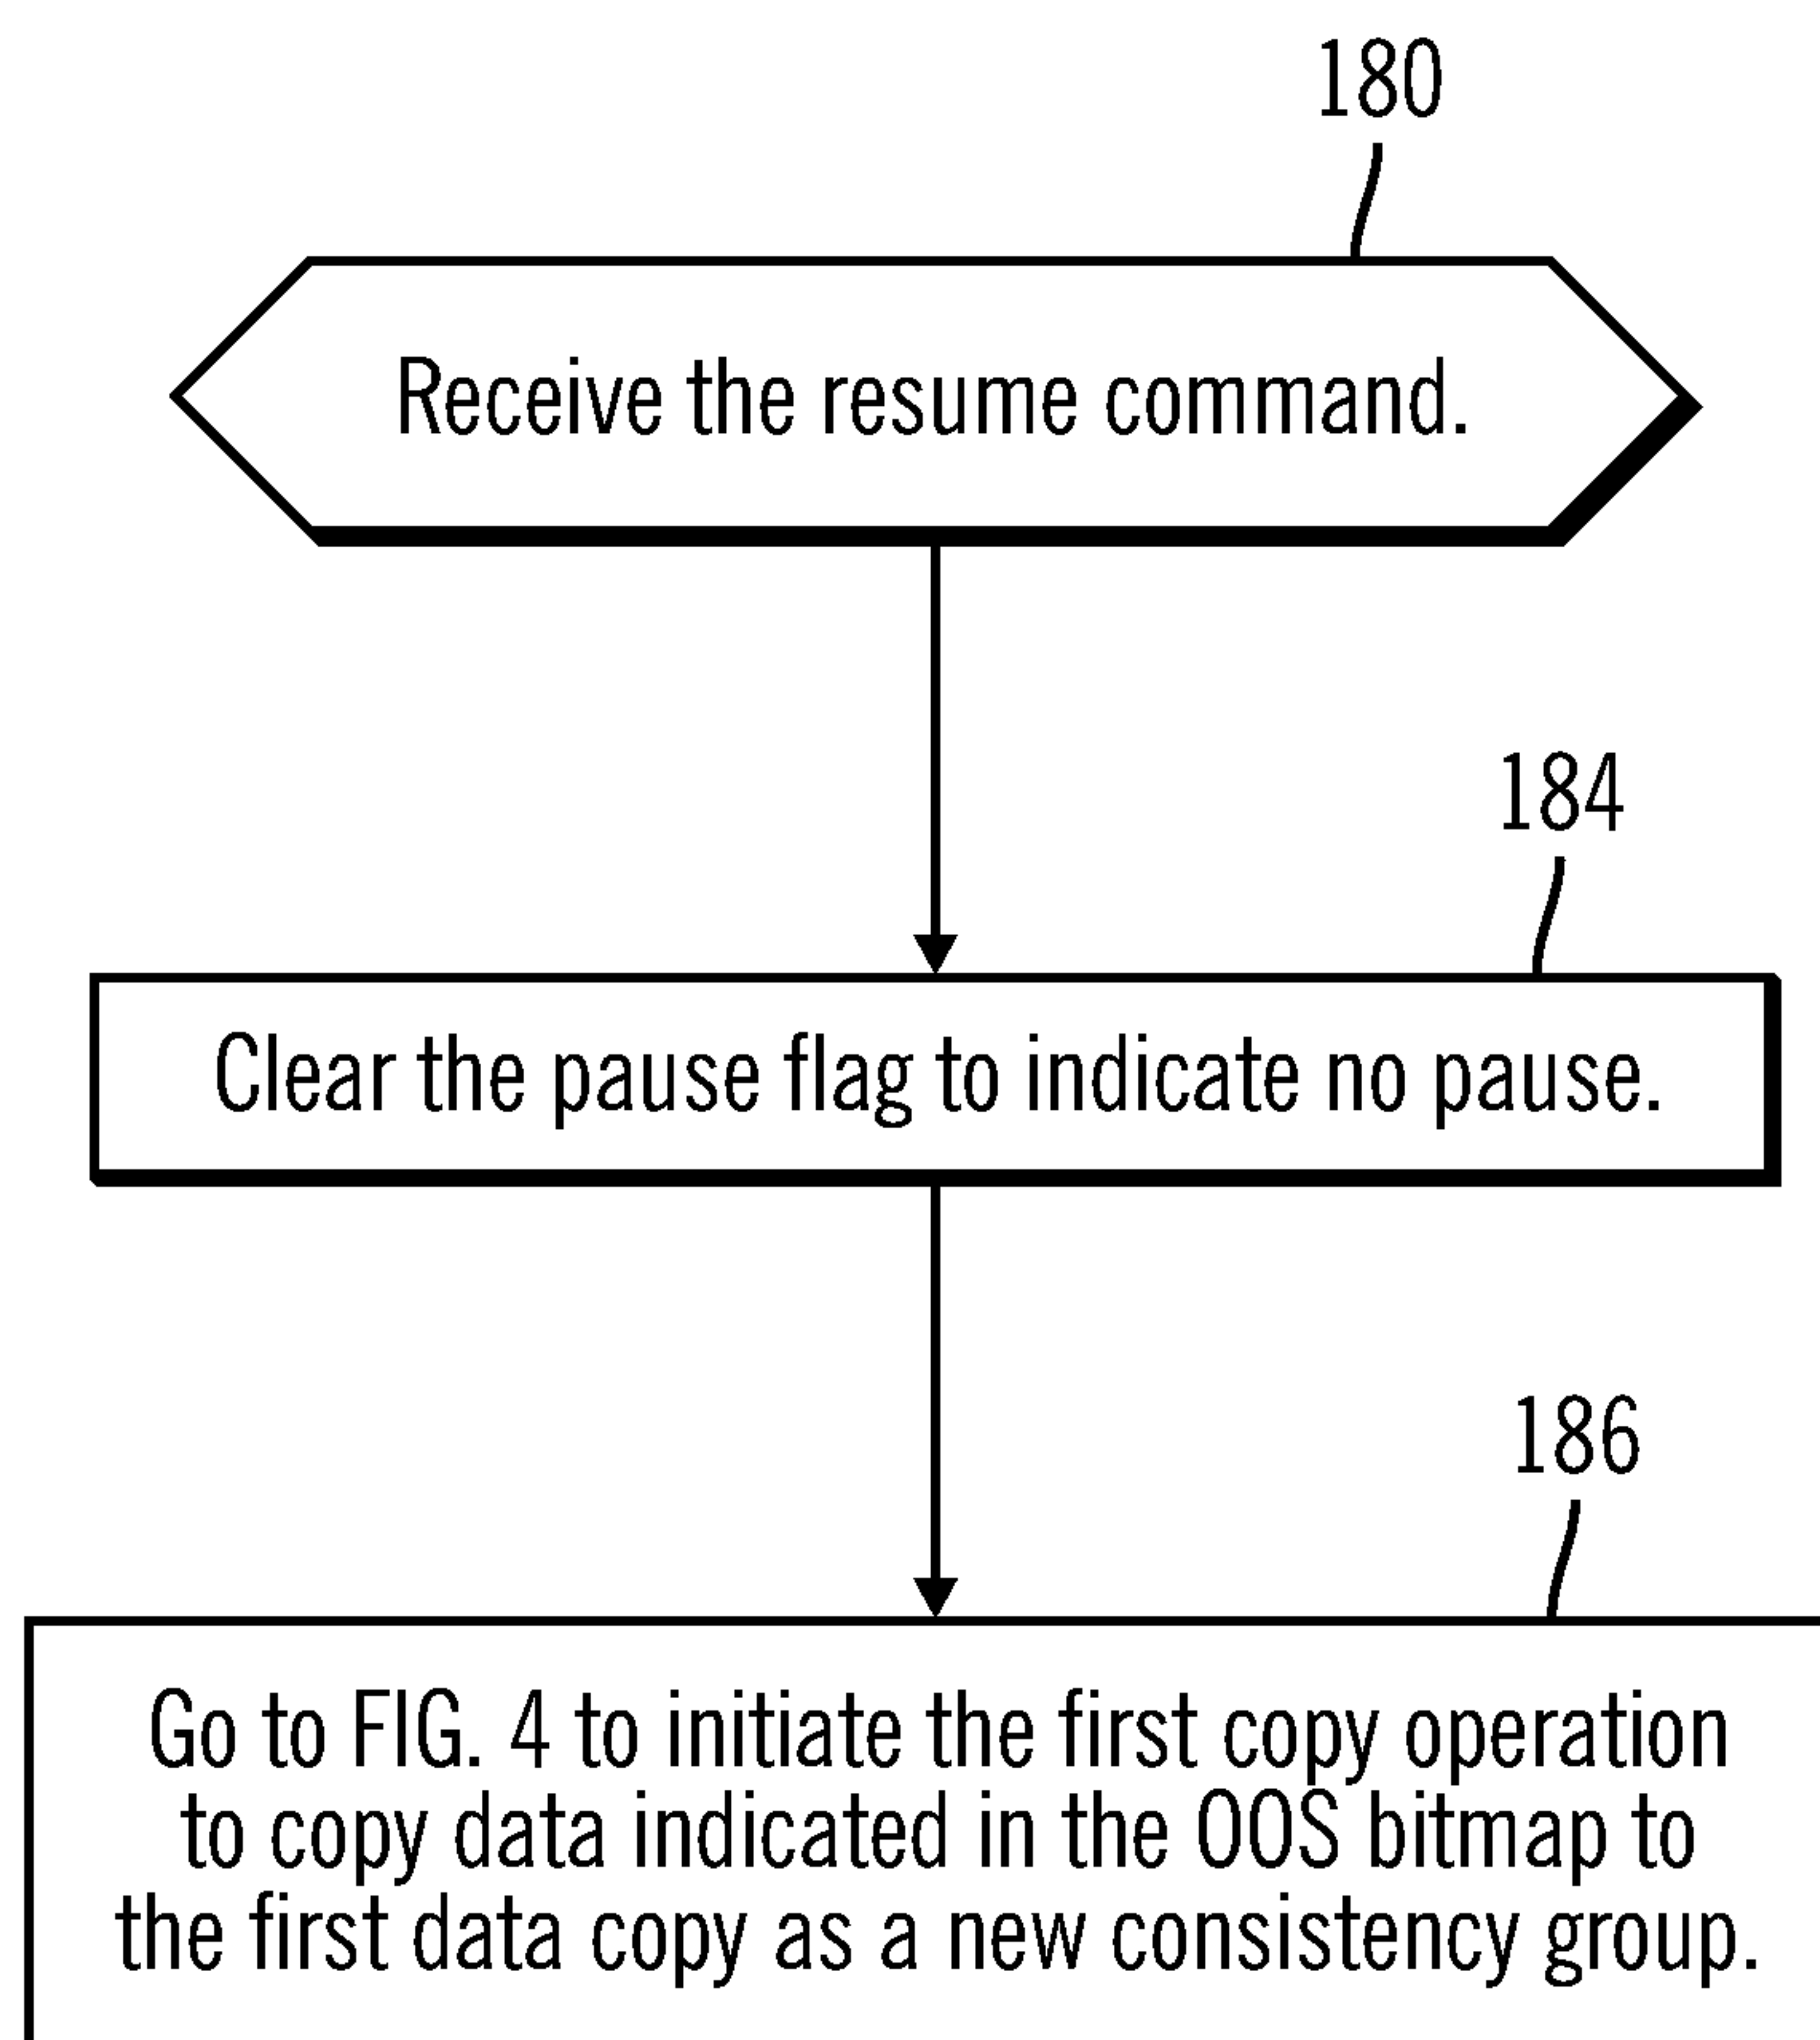 180
Receive the resume command.
184
Clear the pause flag to indicate no pause.
186
Go to FIG. 4 to initiate the first copy operation
to copy data indicated in the OOS bitmap to
the first data copy as a new consistency group.